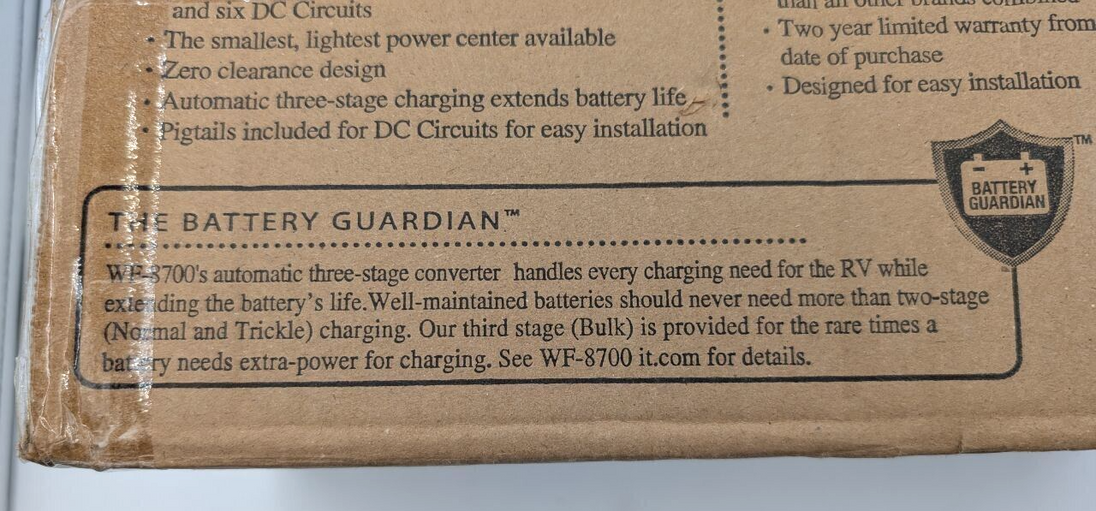 and six DC Circuits
• The smallest, lightest power center available
• Zero clearance design
• Automatic three-stage charging extends battery life
• Pigtails included for DC Circuits for easy installation
than all other brands combined
• Two year limited warranty from
date of purchase
• Designed for easy installation
- +
BATTERY
GUARDIAN
TM
THE BATTERY GUARDIAN™
WF-8700's automatic three-stage converter handles every charging need for the RV while
extending the battery's life.Well-maintained batteries should never need more than two-stage
(Normal and Trickle) charging. Our third stage (Bulk) is provided for the rare times a
battery needs extra-power for charging. See WF-8700 it.com for details.